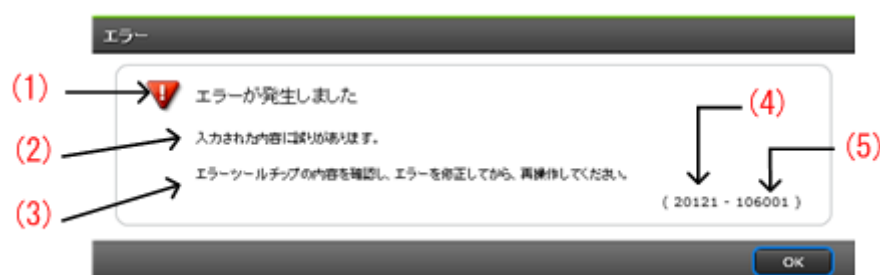 エラー
(1)
エラーが発生しました
(4)
(2)
入力された内容に誤りがあります。
(5)
エラーツールチップの内容を確認し、エラーを修正してから、再操作してください。
(3)
( 20121 - 106001 )
OK